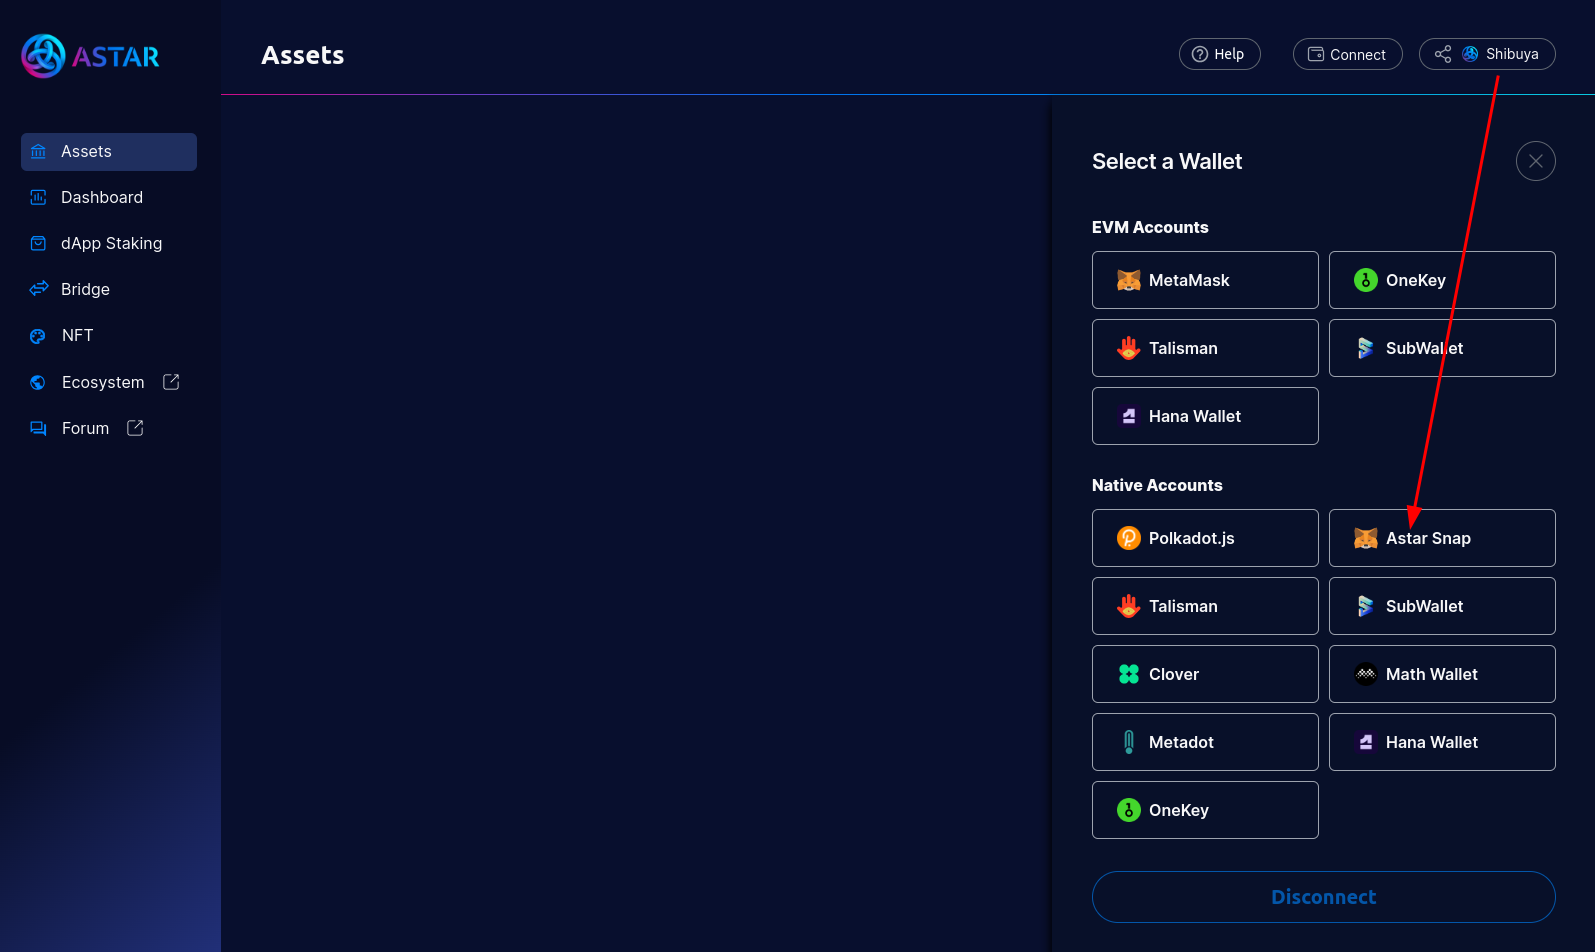 ASTAR
Assets
Help
Connect
Shibuya
Assets
Dashboard
dApp Staking
Bridge
NFT
Ecosystem
Forum
Select a Wallet
EVM Accounts
MetaMask
OneKey
Talisman
SubWallet
Hana Wallet
Native Accounts
Polkadot.js
Astar Snap
Talisman
SubWallet
Clover
Math Wallet
Metadot
Hana Wallet
OneKey
Disconnect